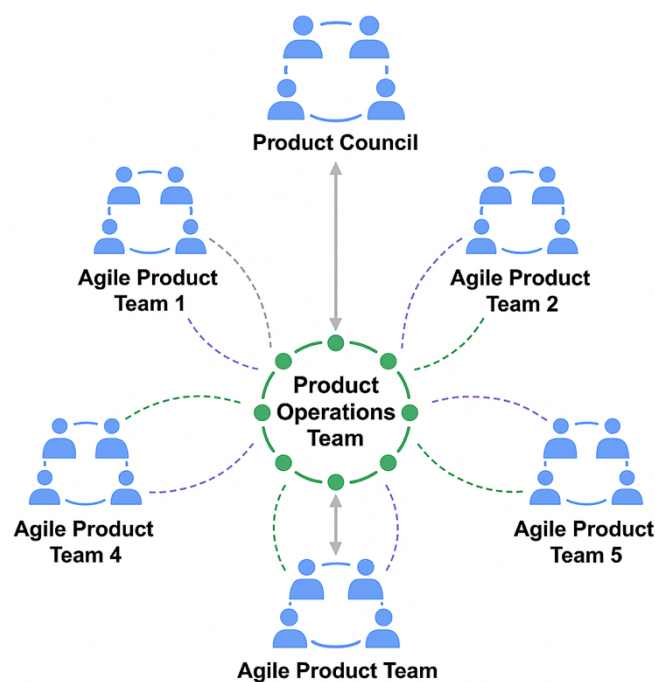 Product Council
Agile Product
Team 1
Agile Product
Team 2
Product
Operations
Team
Agile Product
Team 4
Agile Product
Team 5
Agile Product Team